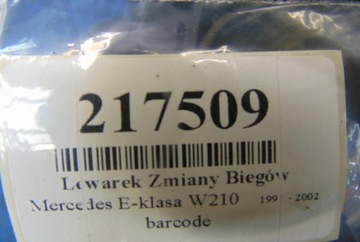 217509
Lewarek Zmiany Biegów
Mercedes E-klasa W210 199 -2002
barcode